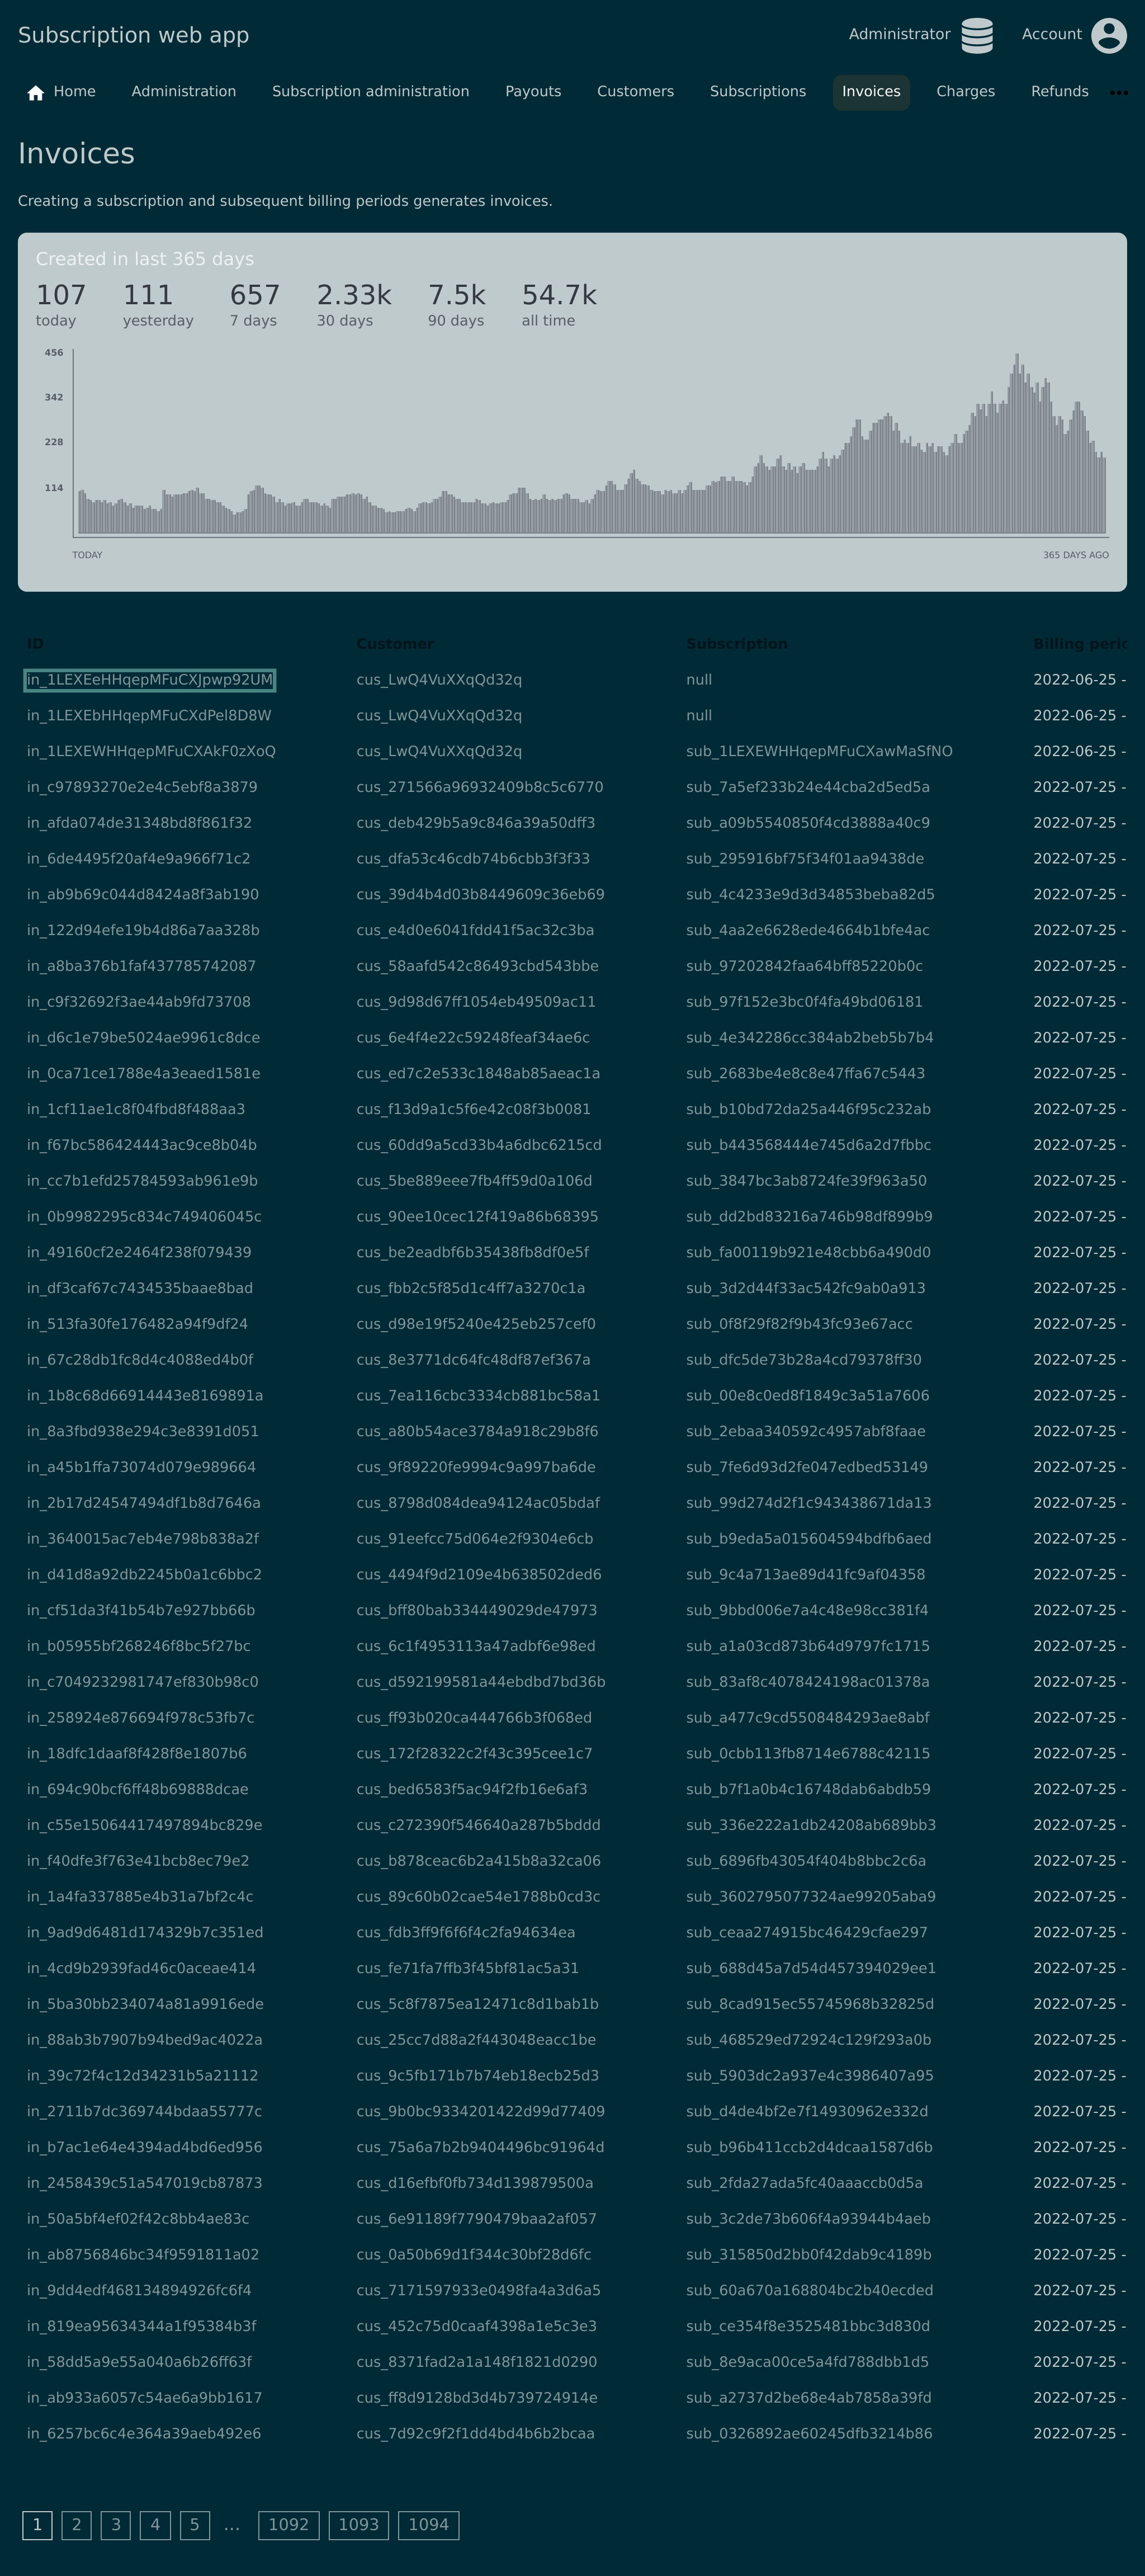 Subscription web app Administrator Account
Home Administration Subscription administration Payouts Customers Subscriptions Invoices Charges Refunds •••
Invoices
Creating a subscription and subsequent billing periods generates invoices.
Created in last 365 days
107 111 657 2.33k 7.5k 54.7k
today yesterday 7 days 30 days 90 days all time
456
342
228
114
TODAY 365 DAYS AGO
ID Customer Subscription Billing peric
in_1LEXEeHHqepMFuCXJpwp92UM cus_LwQ4VuXXqQd32q null 2022-06-25 -
in_1LEXEbHHqepMFuCXdPel8D8W cus_LwQ4VuXXqQd32q null 2022-06-25 -
in_1LEXEWHHqepMFuCXAkF0zXoQ cus_LwQ4VuXXqQd32q sub_1LEXEWHHqepMFuCXawMaSfNO 2022-06-25 -
in_c97893270e2e4c5ebf8a3879 cus_271566a96932409b8c5c6770 sub_7a5ef233b24e44cba2d5ed5a 2022-07-25 -
in_afda074de31348bd8f861f32 cus_deb429b5a9c846a39a50dff3 sub_a09b5540850f4cd3888a40c9 2022-07-25 -
in_6de4495f20af4e9a966f71c2 cus_dfa53c46cdb74b6cbb3f3f33 sub_295916bf75f34f01aa9438de 2022-07-25 -
in_ab9b69c044d8424a8f3ab190 cus_39d4b4d03b8449609c36eb69 sub_4c4233e9d3d34853beba82d5 2022-07-25 -
in_122d94efe19b4d86a7aa328b cus_e4d0e6041fdd41f5ac32c3ba sub_4aa2e6628ede4664b1bfe4ac 2022-07-25 -
in_a8ba376b1faf437785742087 cus_58aafd542c86493cbd543bbe sub_97202842faa64bff85220b0c 2022-07-25 -
in_c9f32692f3ae44ab9fd73708 cus_9d98d67ff1054eb49509ac11 sub_97f152e3bc0f4fa49bd06181 2022-07-25 -
in_d6c1e79be5024ae9961c8dce cus_6e4f4e22c59248feaf34ae6c sub_4e342286cc384ab2beb5b7b4 2022-07-25 -
in_0ca71ce1788e4a3eaed1581e cus_ed7c2e533c1848ab85aeac1a sub_2683be4e8c8e47ffa67c5443 2022-07-25 -
in_1cf11ae1c8f04fbd8f488aa3 cus_f13d9a1c5f6e42c08f3b0081 sub_b10bd72da25a446f95c232ab 2022-07-25 -
in_f67bc586424443ac9ce8b04b cus_60dd9a5cd33b4a6dbc6215cd sub_b443568444e745d6a2d7fbbc 2022-07-25 -
in_cc7b1efd25784593ab961e9b cus_5be889eee7fb4ff59d0a106d sub_3847bc3ab8724fe39f963a50 2022-07-25 -
in_0b9982295c834c749406045c cus_90ee10cec12f419a86b68395 sub_dd2bd83216a746b98df899b9 2022-07-25 -
in_49160cf2e2464f238f079439 cus_be2eadbf6b35438fb8df0e5f sub_fa00119b921e48cbb6a490d0 2022-07-25 -
in_df3caf67c7434535baae8bad cus_fbb2c5f85d1c4ff7a3270c1a sub_3d2d44f33ac542fc9ab0a913 2022-07-25 -
in_513fa30fe176482a94f9df24 cus_d98e19f5240e425eb257cef0 sub_0f8f29f82f9b43fc93e67acc 2022-07-25 -
in_67c28db1fc8d4c4088ed4b0f cus_8e3771dc64fc48df87ef367a sub_dfc5de73b28a4cd79378ff30 2022-07-25 -
in_1b8c68d66914443e8169891a cus_7ea116cbc3334cb881bc58a1 sub_00e8c0ed8f1849c3a51a7606 2022-07-25 -
in_8a3fbd938e294c3e8391d051 cus_a80b54ace3784a918c29b8f6 sub_2ebaa340592c4957abf8faae 2022-07-25 -
in_a45b1ffa73074d079e989664 cus_9f89220fe9994c9a997ba6de sub_7fe6d93d2fe047edbed53149 2022-07-25 -
in_2b17d24547494df1b8d7646a cus_8798d084dea94124ac05bdaf sub_99d274d2f1c943438671da13 2022-07-25 -
in_3640015ac7eb4e798b838a2f cus_91eefcc75d064e2f9304e6cb sub_b9eda5a015604594bdfb6aed 2022-07-25 -
in_d41d8a92db2245b0a1c6bbc2 cus_4494f9d2109e4b638502ded6 sub_9c4a713ae89d41fc9af04358 2022-07-25 -
in_cf51da3f41b54b7e927bb66b cus_bff80bab334449029de47973 sub_9bbd006e7a4c48e98cc381f4 2022-07-25 -
in_b05955bf268246f8bc5f27bc cus_6c1f4953113a47adbf6e98ed sub_a1a03cd873b64d9797fc1715 2022-07-25 -
in_c7049232981747ef830b98c0 cus_d592199581a44ebdbd7bd36b sub_83af8c4078424198ac01378a 2022-07-25 -
in_258924e876694f978c53fb7c cus_ff93b020ca444766b3f068ed sub_a477c9cd5508484293ae8abf 2022-07-25 -
in_18dfc1daaf8f428f8e1807b6 cus_172f28322c2f43c395cee1c7 sub_0cbb113fb8714e6788c42115 2022-07-25 -
in_694c90bcf6ff48b69888dcae cus_bed6583f5ac94f2fb16e6af3 sub_b7f1a0b4c16748dab6abdb59 2022-07-25 -
in_c55e15064417497894bc829e cus_c272390f546640a287b5bddd sub_336e222a1db24208ab689bb3 2022-07-25 -
in_f40dfe3f763e41bcb8ec79e2 cus_b878ceac6b2a415b8a32ca06 sub_6896fb43054f404b8bbc2c6a 2022-07-25 -
in_1a4fa337885e4b31a7bf2c4c cus_89c60b02cae54e1788b0cd3c sub_3602795077324ae99205aba9 2022-07-25 -
in_9ad9d6481d174329b7c351ed cus_fdb3ff9f6f6f4c2fa94634ea sub_ceaa274915bc46429cfae297 2022-07-25 -
in_4cd9b2939fad46c0aceae414 cus_fe71fa7ffb3f45bf81ac5a31 sub_688d45a7d54d457394029ee1 2022-07-25 -
in_5ba30bb234074a81a9916ede cus_5c8f7875ea12471c8d1bab1b sub_8cad915ec55745968b32825d 2022-07-25 -
in_88ab3b7907b94bed9ac4022a cus_25cc7d88a2f443048eacc1be sub_468529ed72924c129f293a0b 2022-07-25 -
in_39c72f4c12d34231b5a21112 cus_9c5fb171b7b74eb18ecb25d3 sub_5903dc2a937e4c3986407a95 2022-07-25 -
in_2711b7dc369744bdaa55777c cus_9b0bc9334201422d99d77409 sub_d4de4bf2e7f14930962e332d 2022-07-25 -
in_b7ac1e64e4394ad4bd6ed956 cus_75a6a7b2b9404496bc91964d sub_b96b411ccb2d4dcaa1587d6b 2022-07-25 -
in_2458439c51a547019cb87873 cus_d16efbf0fb734d139879500a sub_2fda27ada5fc40aaaccb0d5a 2022-07-25 -
in_50a5bf4ef02f42c8bb4ae83c cus_6e91189f7790479baa2af057 sub_3c2de73b606f4a93944b4aeb 2022-07-25 -
in_ab8756846bc34f9591811a02 cus_0a50b69d1f344c30bf28d6fc sub_315850d2bb0f42dab9c4189b 2022-07-25 -
in_9dd4edf468134894926fc6f4 cus_7171597933e0498fa4a3d6a5 sub_60a670a168804bc2b40ecded 2022-07-25 -
in_819ea95634344a1f95384b3f cus_452c75d0caaf4398a1e5c3e3 sub_ce354f8e3525481bbc3d830d 2022-07-25 -
in_58dd5a9e55a040a6b26ff63f cus_8371fad2a1a148f1821d0290 sub_8e9aca00ce5a4fd788dbb1d5 2022-07-25 -
in_ab933a6057c54ae6a9bb1617 cus_ff8d9128bd3d4b739724914e sub_a2737d2be68e4ab7858a39fd 2022-07-25 -
in_6257bc6c4e364a39aeb492e6 cus_7d92c9f2f1dd4bd4b6b2bcaa sub_0326892ae60245dfb3214b86 2022-07-25 -
1 2 3 4 5 … 1092 1093 1094